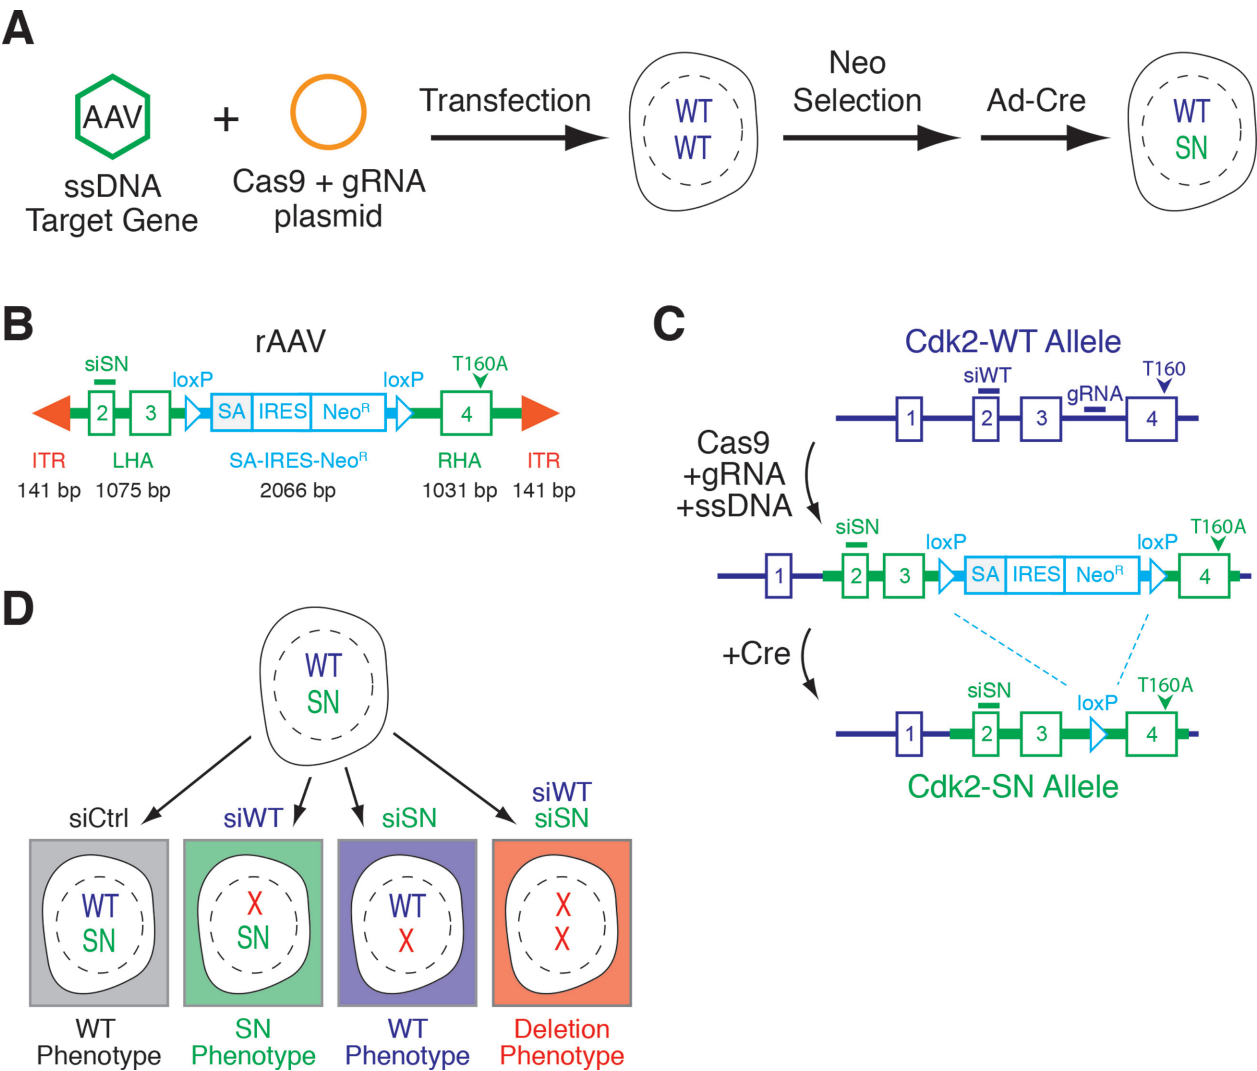 A
AAV
ssDNA
Target Gene
+
Cas9 + gRNA
plasmid
Transfection
WT
WT
Neo
Selection
Ad-Cre
WT
SN
B
rAAV
siSN
loxP
loxP
T160A
2
3
SA
IRES
Neo^R
4
ITR
LHA
SA-IRES-Neo^R
RHA
ITR
141 bp
1075 bp
2066 bp
1031 bp
141 bp
C
Cdk2-WT Allele
siWT
gRNA
T160
1
2
3
4
Cas9
+gRNA
+ssDNA
siSN
loxP
loxP
T160A
1
2
3
SA
IRES
Neo^R
4
+Cre
siSN
loxP
T160A
1
2
3
4
Cdk2-SN Allele
D
WT
SN
siCtrl
siWT
siSN
siWT
siSN
WT
SN
X
SN
WT
X
X
X
WT
Phenotype
SN
Phenotype
WT
Phenotype
Deletion
Phenotype